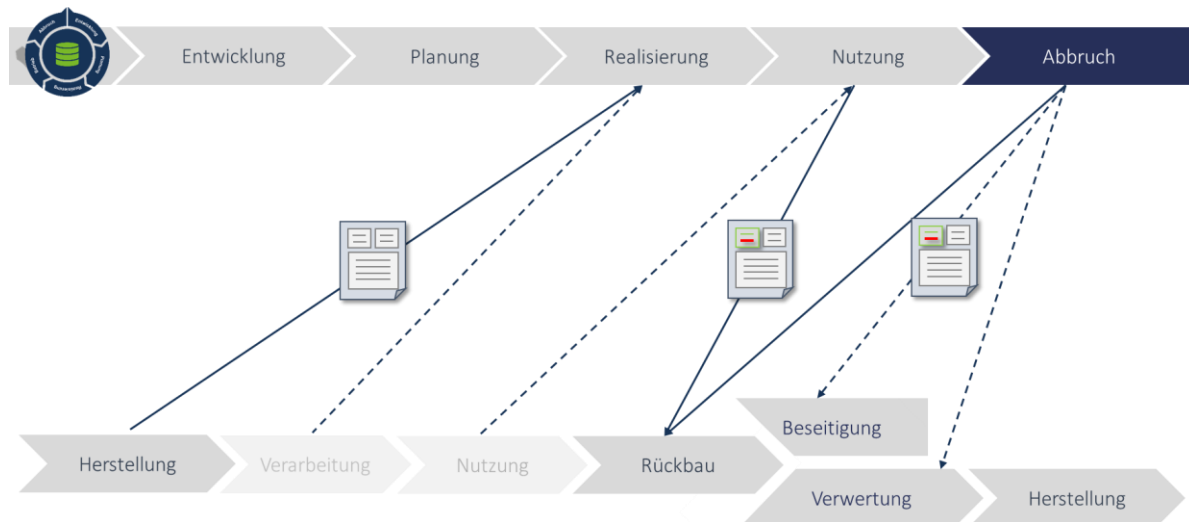 Entwicklung
Planung
Realisierung
Nutzung
Abbruch
Beseitigung
Herstellung
Verarbeitung
Nutzung
Rückbau
Verwertung
Herstellung